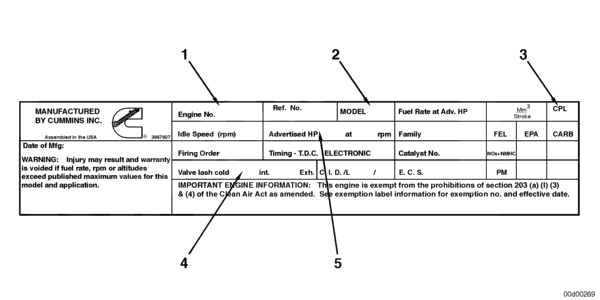 1 2 3
MANUFACTURED
BY CUMMINS INC.
Cummins
®
3967607
Assembled in the USA
Engine No.
Ref. No.
MODEL
Fuel Rate at Adv. HP
Mm3
Stroke
CPL
Idle Speed (rpm)
Advertised HP at rpm
Family
FEL
EPA
CARB
Date of Mfg:
Firing Order
Timing - T.D.C. ELECTRONIC
Catalyst No.
NOx+NMHC
WARNING: Injury may result and warranty
is voided if fuel rate, rpm or altitudes
exceed published maximum values for this
model and application.
Valve lash cold int. Exh.
C. I. D. /L /
E. C. S.
PM
IMPORTANT ENGINE INFORMATION: This engine is exempt from the prohibitions of section 203 (a) (l) (3)
& (4) of the Clean Air Act as amended. See exemption label information for exemption no. and effective date.
4 5
00d00269